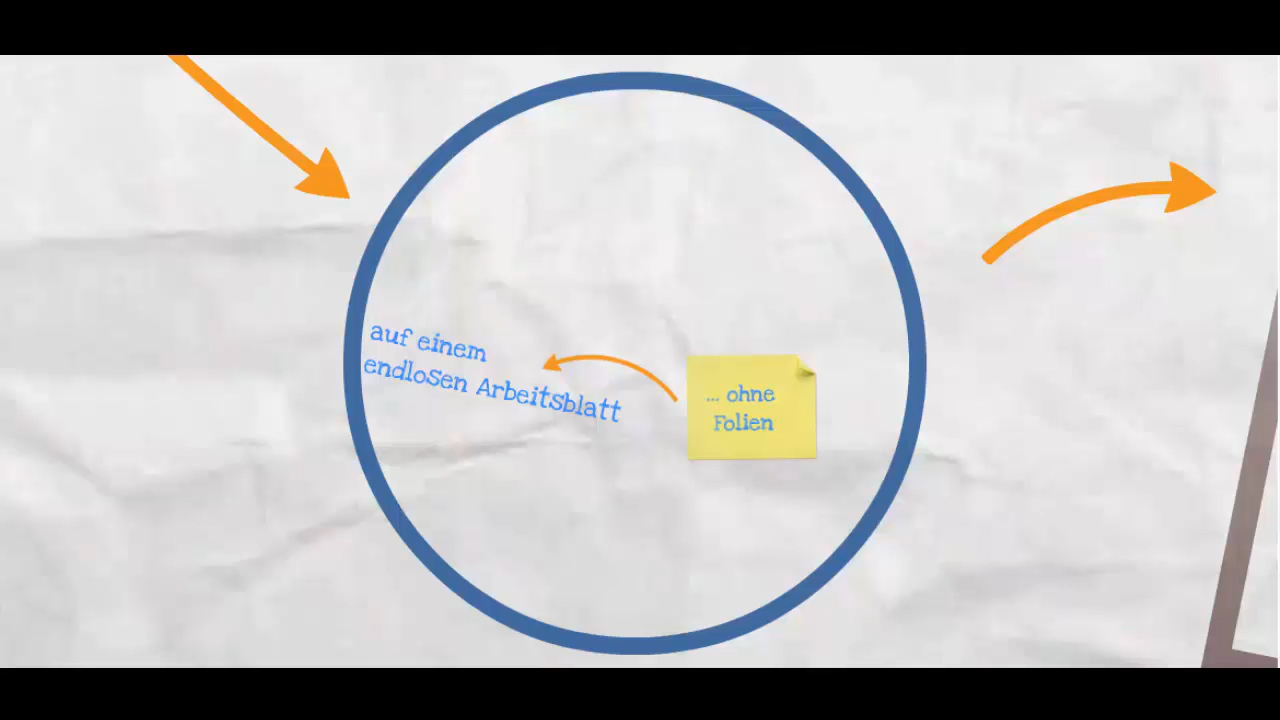 ... ohne
Folien
auf einem
endlosen Arbeitsblatt